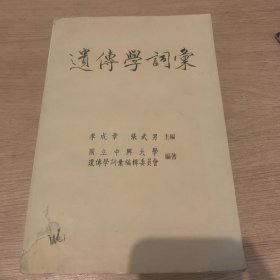 遺傳學詞彙
李成章 張武男 主編
國立中興大學
遺傳學詞彙編輯委員會 編著